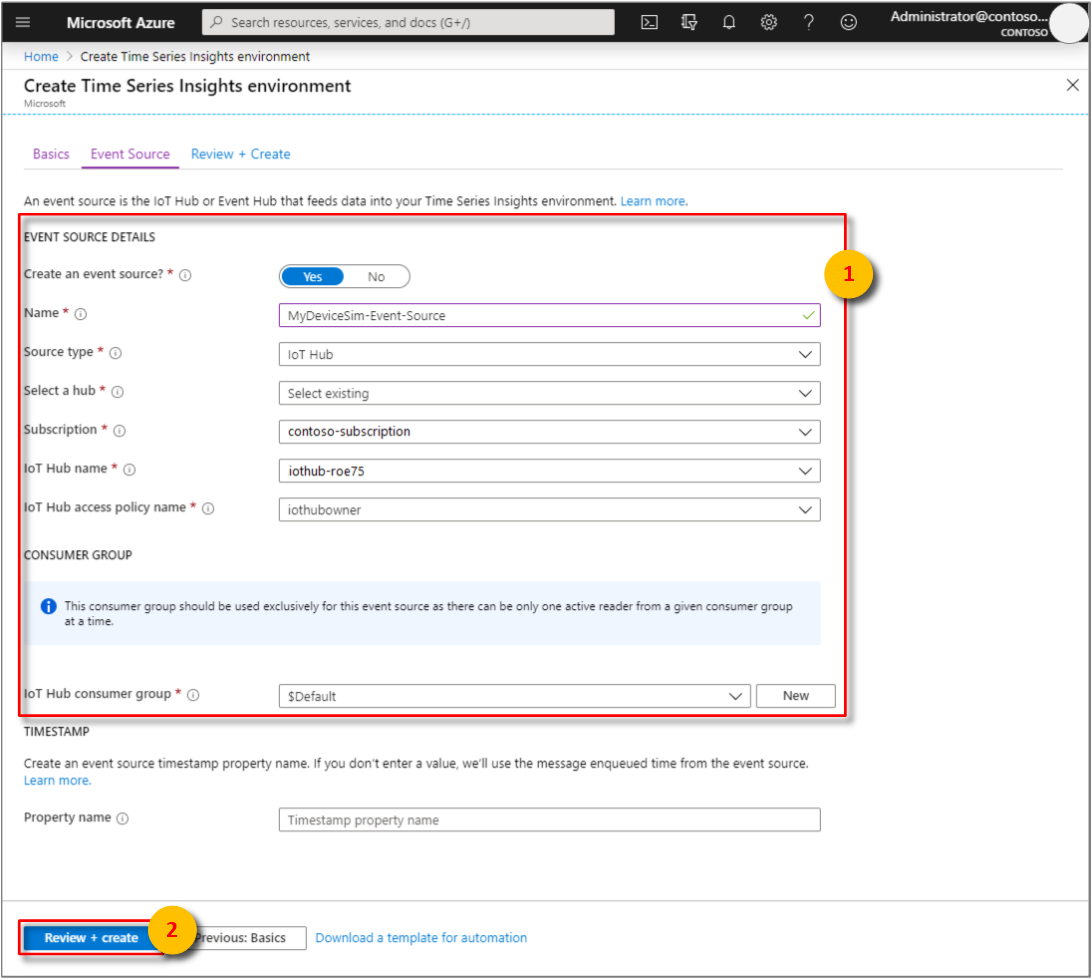 Microsoft Azure
Search resources, services, and docs (G+/)
Administrator@contoso...
CONTOSO
Home > Create Time Series Insights environment
Create Time Series Insights environment
Microsoft
Basics Event Source Review + Create
An event source is the IoT Hub or Event Hub that feeds data into your Time Series Insights environment. Learn more.
EVENT SOURCE DETAILS
Create an event source? * Yes No
1
Name * MyDeviceSim-Event-Source
Source type * IoT Hub
Select a hub * Select existing
Subscription * contoso-subscription
IoT Hub name * iothub-roe75
IoT Hub access policy name * iothubowner
CONSUMER GROUP
This consumer group should be used exclusively for this event source as there can be only one active reader from a given consumer group
at a time.
IoT Hub consumer group * $Default New
TIMESTAMP
Create an event source timestamp property name. If you don't enter a value, we'll use the message enqueued time from the event source.
Learn more.
Property name Timestamp property name
Review + create 2 Previous: Basics Download a template for automation